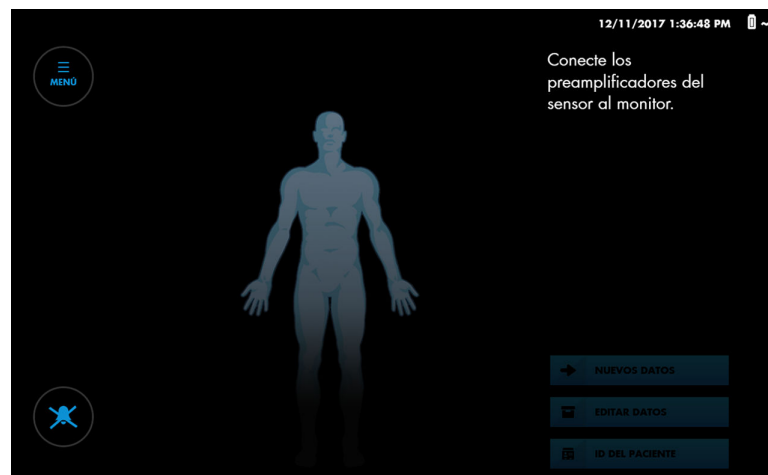 12/11/2017 1:36:48 PM
MENÚ
Conecte los
preamplificadores del
sensor al monitor.
NUEVOS DATOS
EDITAR DATOS
ID DEL PACIENTE